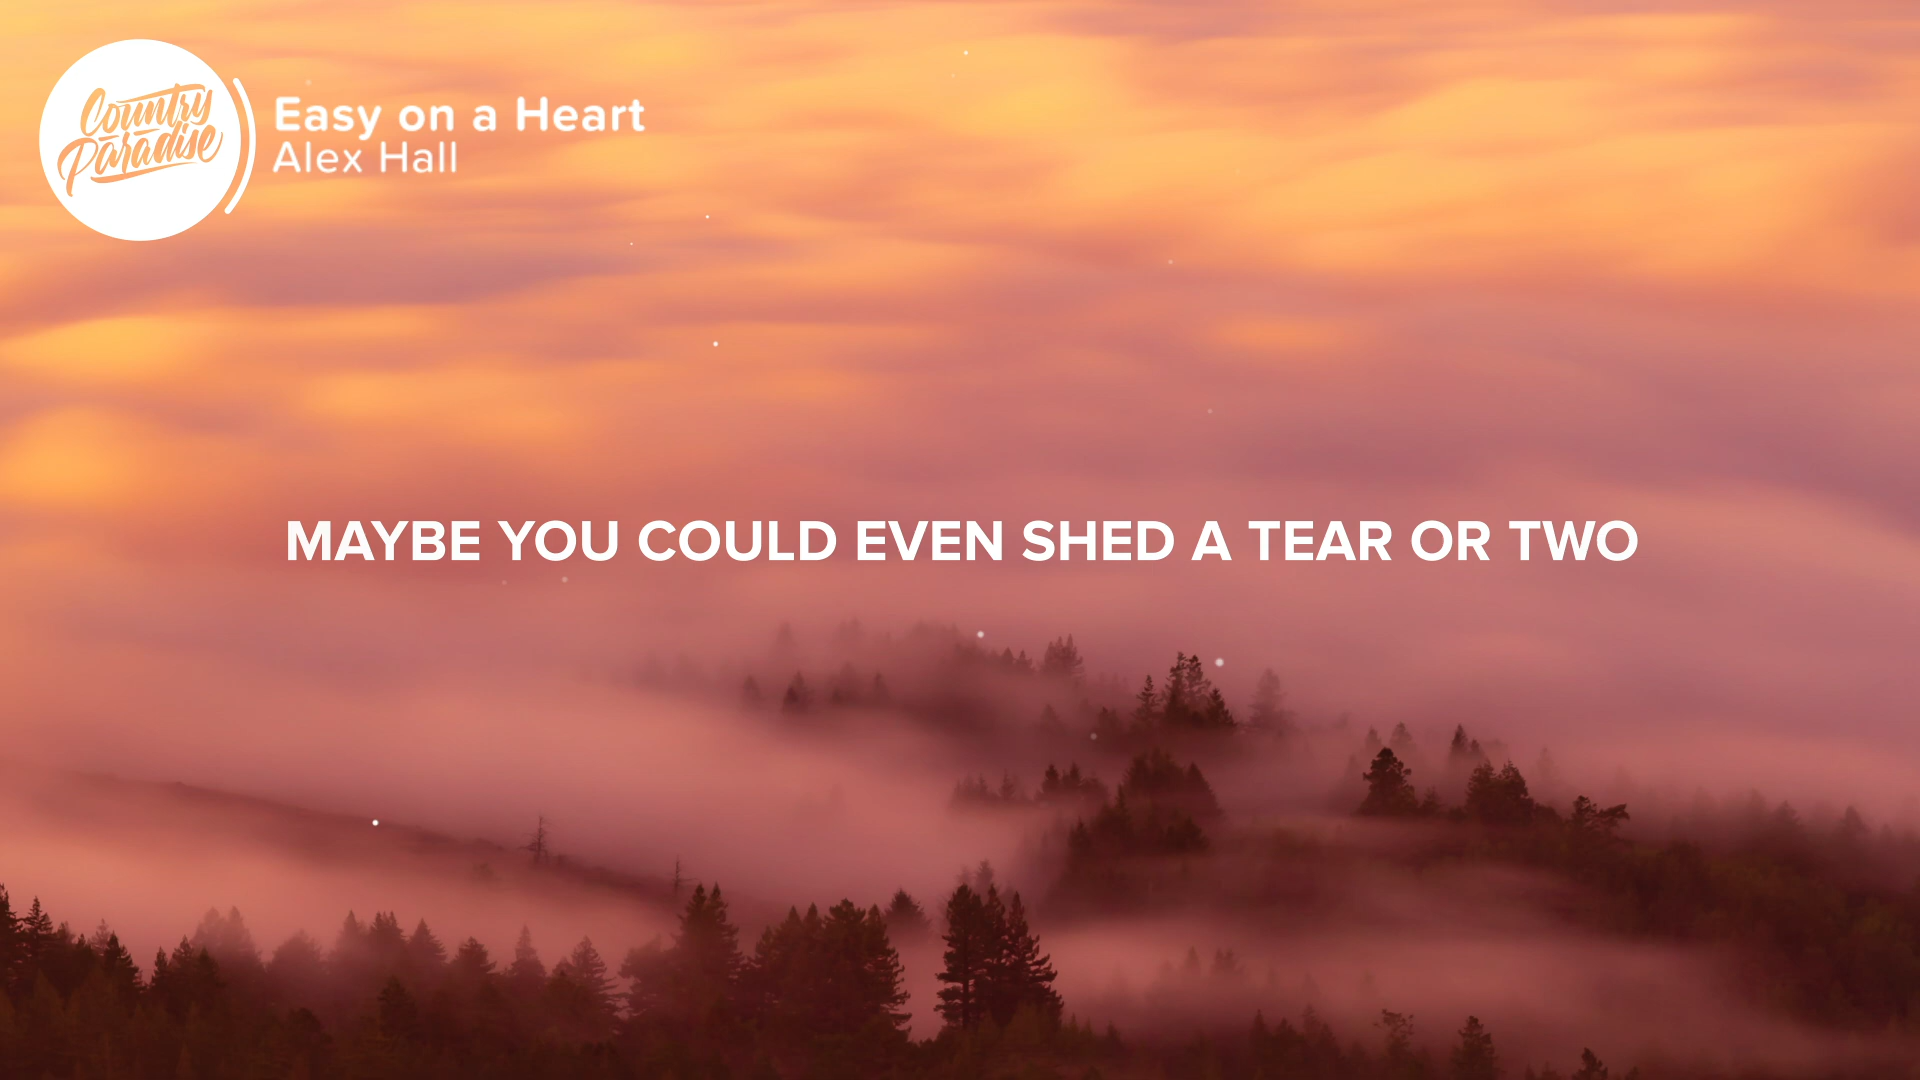 Country
Paradise
Easy on a Heart
Alex Hall
MAYBE YOU COULD EVEN SHED A TEAR OR TWO